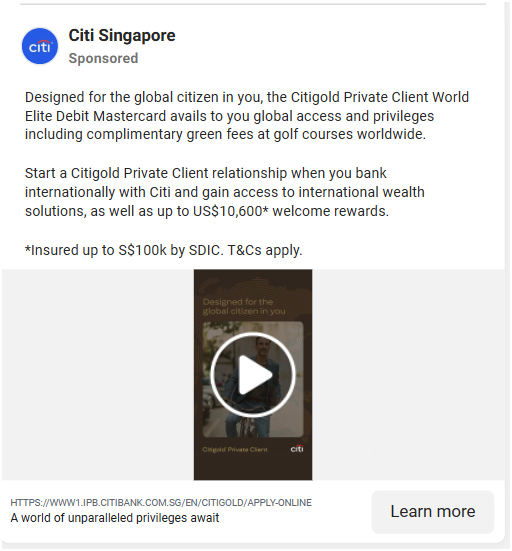 citi
Citi Singapore
Sponsored
Designed for the global citizen in you, the Citigold Private Client World
Elite Debit Mastercard avails to you global access and privileges
including complimentary green fees at golf courses worldwide.
Start a Citigold Private Client relationship when you bank
internationally with Citi and gain access to international wealth
solutions, as well as up to US$10,600* welcome rewards.
*Insured up to S$100k by SDIC. T&Cs apply.
Designed for the
global citizen in you
Citigold Private Client
citi
HTTPS://WWW1.IPB.CITIBANK.COM.SG/EN/CITIGOLD/APPLY-ONLINE
A world of unparalleled privileges await
Learn more